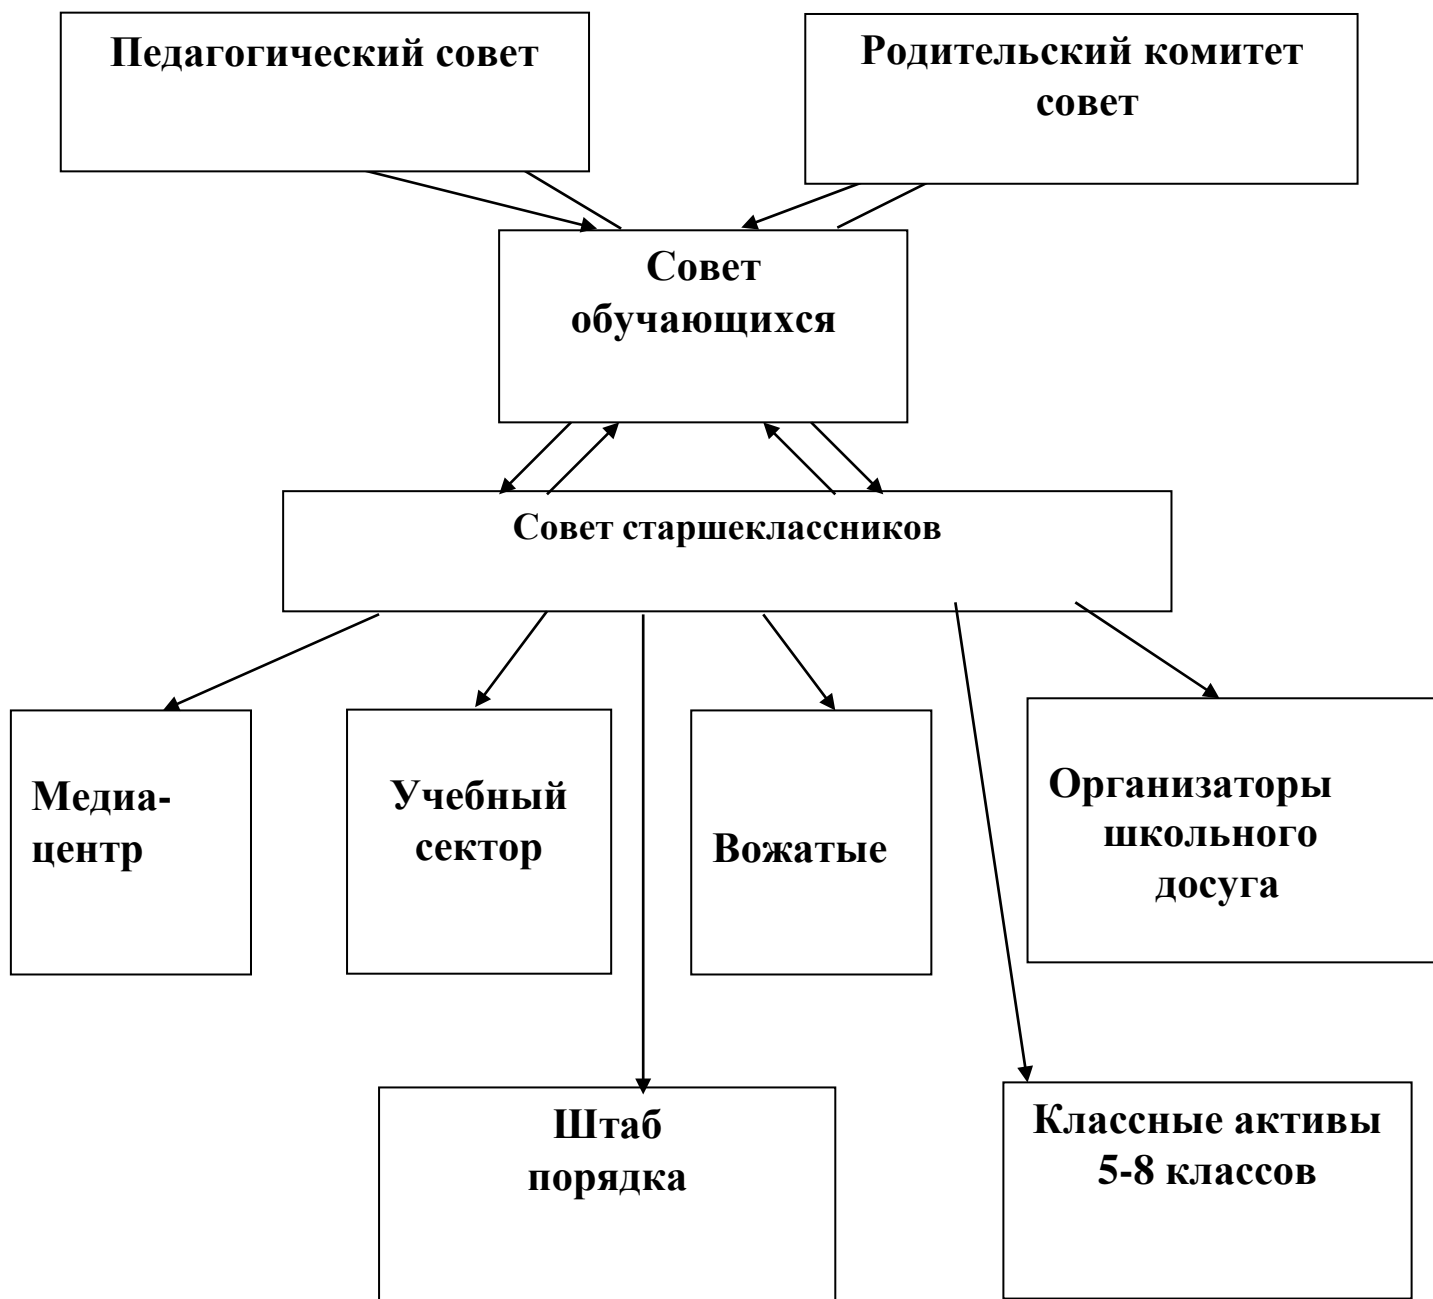 Педагогический совет
Родительский комитет
совет
Совет
обучающихся
Совет старшеклассников
Медиа-
центр
Учебный
сектор
Вожатые
Организаторы
школьного
досуга
Штаб
порядка
Классные активы
5-8 классов